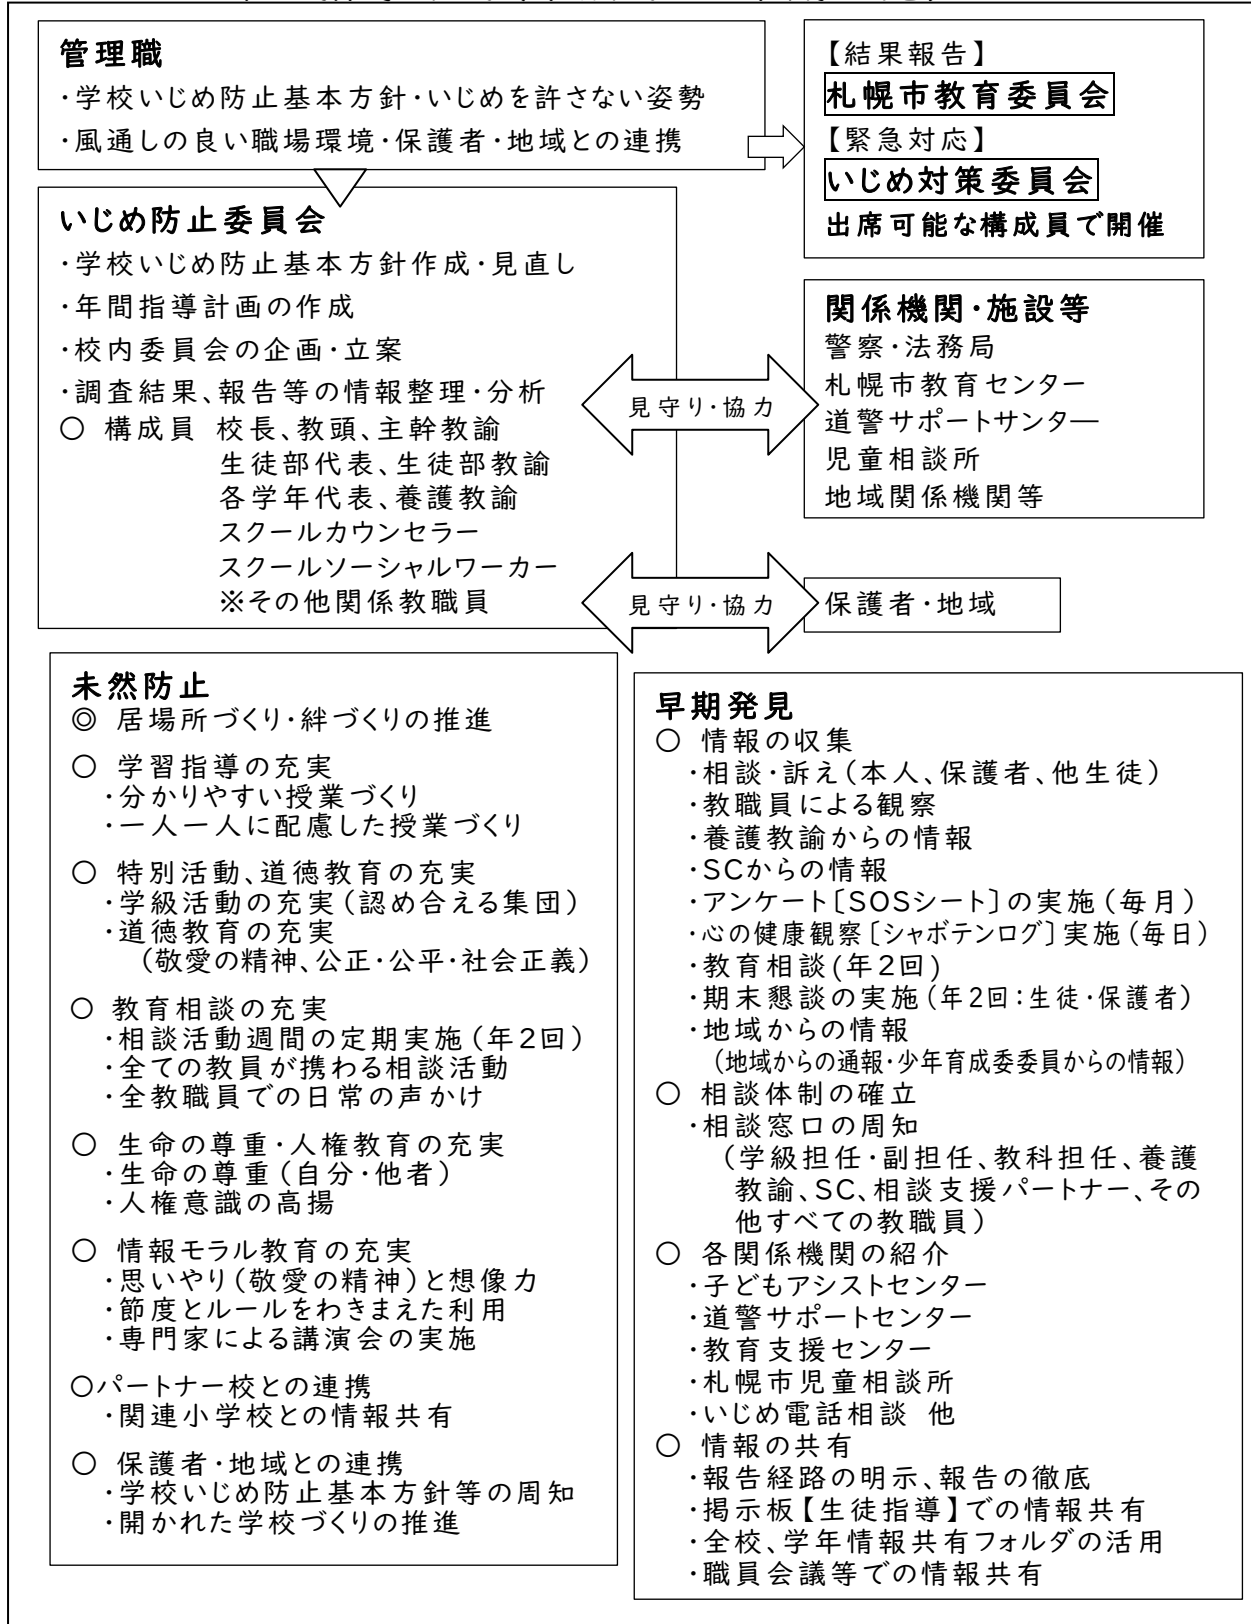 管理職
・学校いじめ防止基本方針・いじめを許さない姿勢
・風通しの良い職場環境・保護者・地域との連携
【結果報告】
札幌市教育委員会
【緊急対応】
いじめ対策委員会
出席可能な構成員で開催
いじめ防止委員会
・学校いじめ防止基本方針作成・見直し
・年間指導計画の作成
・校内委員会の企画・立案
・調査結果、報告等の情報整理・分析
〇 構成員 校長、教頭、主幹教諭
生徒部代表、生徒部教諭
各学年代表、養護教諭
スクールカウンセラー
スクールソーシャルワーカー
※その他関係教職員
見守り・協力
関係機関・施設等
警察・法務局
札幌市教育センター
道警サポートサンター
児童相談所
地域関係機関等
見守り・協力
保護者・地域
未然防止
◎ 居場所づくり・絆づくりの推進
〇 学習指導の充実
・分かりやすい授業づくり
・一人一人に配慮した授業づくり
〇 特別活動、道徳教育の充実
・学級活動の充実（認め合える集団）
・道徳教育の充実
（敬愛の精神、公正・公平・社会正義）
〇 教育相談の充実
・相談活動週間の定期実施（年２回）
・全ての教員が携わる相談活動
・全教職員での日常の声かけ
〇 生命の尊重・人権教育の充実
・生命の尊重（自分・他者）
・人権意識の高揚
〇 情報モラル教育の充実
・思いやり（敬愛の精神）と想像力
・節度とルールをわきまえた利用
・専門家による講演会の実施
〇パートナー校との連携
・関連小学校との情報共有
〇 保護者・地域との連携
・学校いじめ防止基本方針等の周知
・開かれた学校づくりの推進
早期発見
〇 情報の収集
・相談・訴え（本人、保護者、他生徒）
・教職員による観察
・養護教諭からの情報
・SCからの情報
・アンケート〔SOSシート〕の実施（毎月）
・心の健康観察〔シャボテンログ〕実施（毎日）
・教育相談(年２回)
・期末懇談の実施（年２回：生徒・保護者）
・地域からの情報
（地域からの通報・少年育成委委員からの情報）
〇 相談体制の確立
・相談窓口の周知
（学級担任・副担任、教科担任、養護
教諭、SC、相談支援パートナー、その
他すべての教職員）
〇 各関係機関の紹介
・子どもアシストセンター
・道警サポートセンター
・教育支援センター
・札幌市児童相談所
・いじめ電話相談 他
〇 情報の共有
・報告経路の明示、報告の徹底
・掲示板【生徒指導】での情報共有
・全校、学年情報共有フォルダの活用
・職員会議等での情報共有